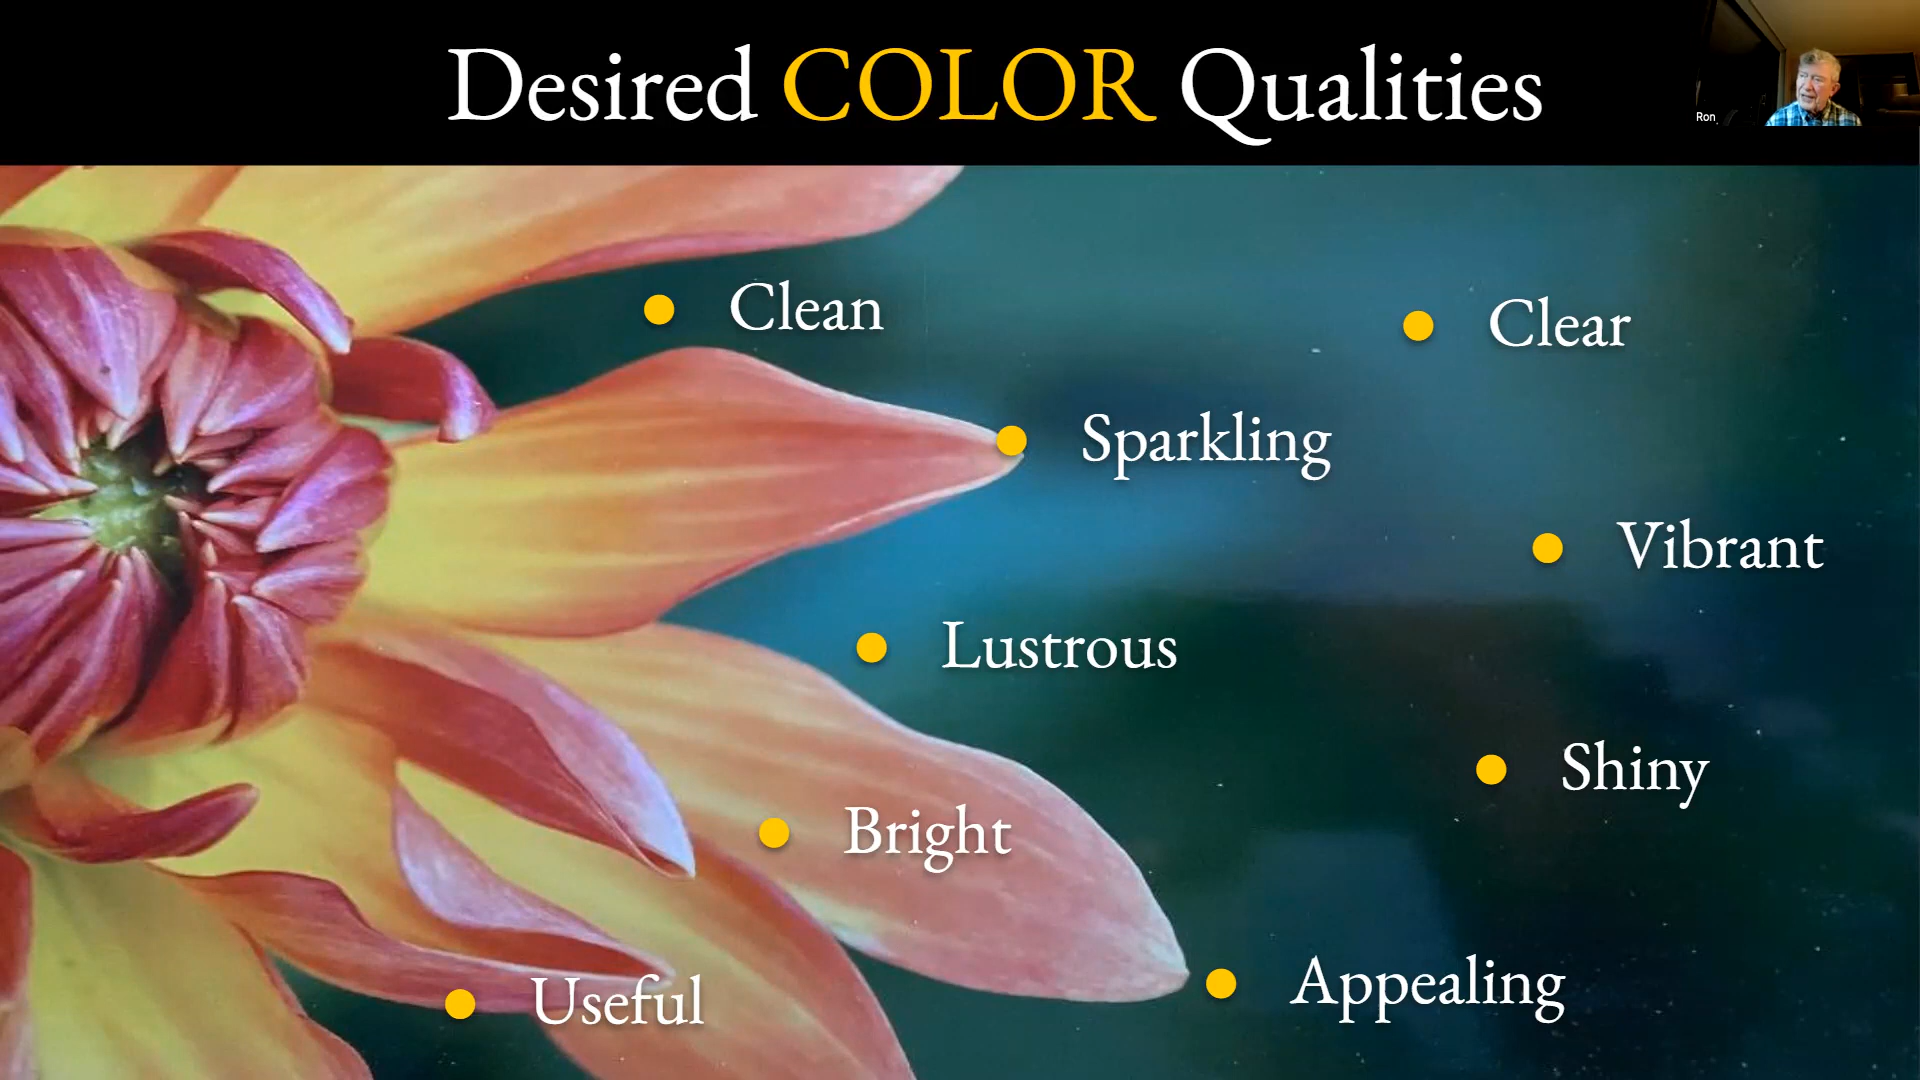 Desired COLOR Qualities
Ron
Clean
Clear
Sparkling
Vibrant
Lustrous
Shiny
Bright
Appealing
Useful